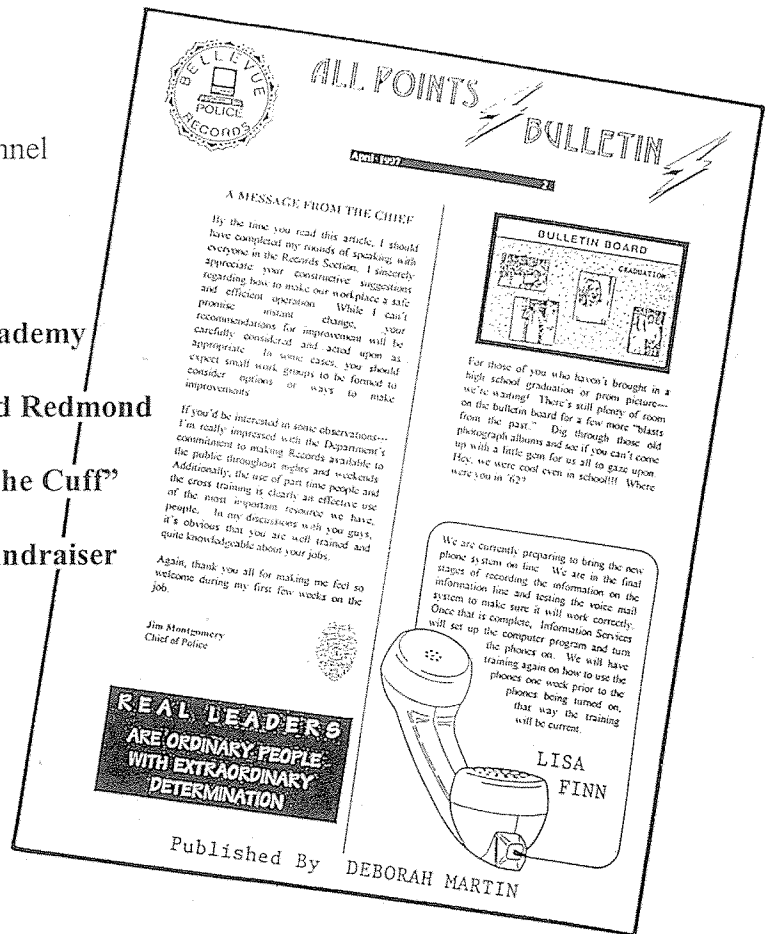 nnel
ademy
d Redmond
he Cuff”
ndraiser
BELLEVUE
POLICE
RECORDS
ALL POINTS
BULLETIN
April 1997
2
A MESSAGE FROM THE CHIEF
By the time you read this article, I should
have completed my rounds of speaking with
everyone in the Records Section. I sincerely
appreciate your constructive suggestions
regarding how to make our workplace a safe
and efficient operation. While I can't
promise instant change, your
recommendations for improvement will be
carefully considered and acted upon as
appropriate. In some cases, you should
expect small work groups to be formed to
consider options or ways to make
improvements
If you'd be interested in some observations---
I'm really impressed with the Department's
commitment to making Records available to
the public throughout nights and weekends
Additionally, the use of part time people and
the cross training is clearly an effective use
of the most important resource we have,
people. In my discussions with you guys,
it's obvious that you are well trained and
quite knowledgeable about your jobs.
Again, thank you all for making me feel so
welcome during my first few weeks on the
job.
Jim Montgomery
Chief of Police
REAL LEADERS
ARE ORDINARY PEOPLE
WITH EXTRAORDINARY
DETERMINATION
BULLETIN BOARD
GRADUATION
For those of you who haven't brought in a
high school graduation or prom picture---
we're waiting! There's still plenty of room
on the bulletin board for a few more "blasts
from the past." Dig through those old
photograph albums and see if you can't come
up with a little gem for us all to gaze upon.
Hey, we were cool even in school!!! Where
were you in '62?
We are currently preparing to bring the new
phone system on line. We are in the final
stages of recording the information on the
information line and testing the voice mail
system to make sure it will work correctly.
Once that is complete, Information Services
will set up the computer program and turn
the phones on. We will have
training again on how to use the
phones one week prior to the
phones being turned on,
that way the training
will be current.
LISA
FINN
Published By DEBORAH MARTIN